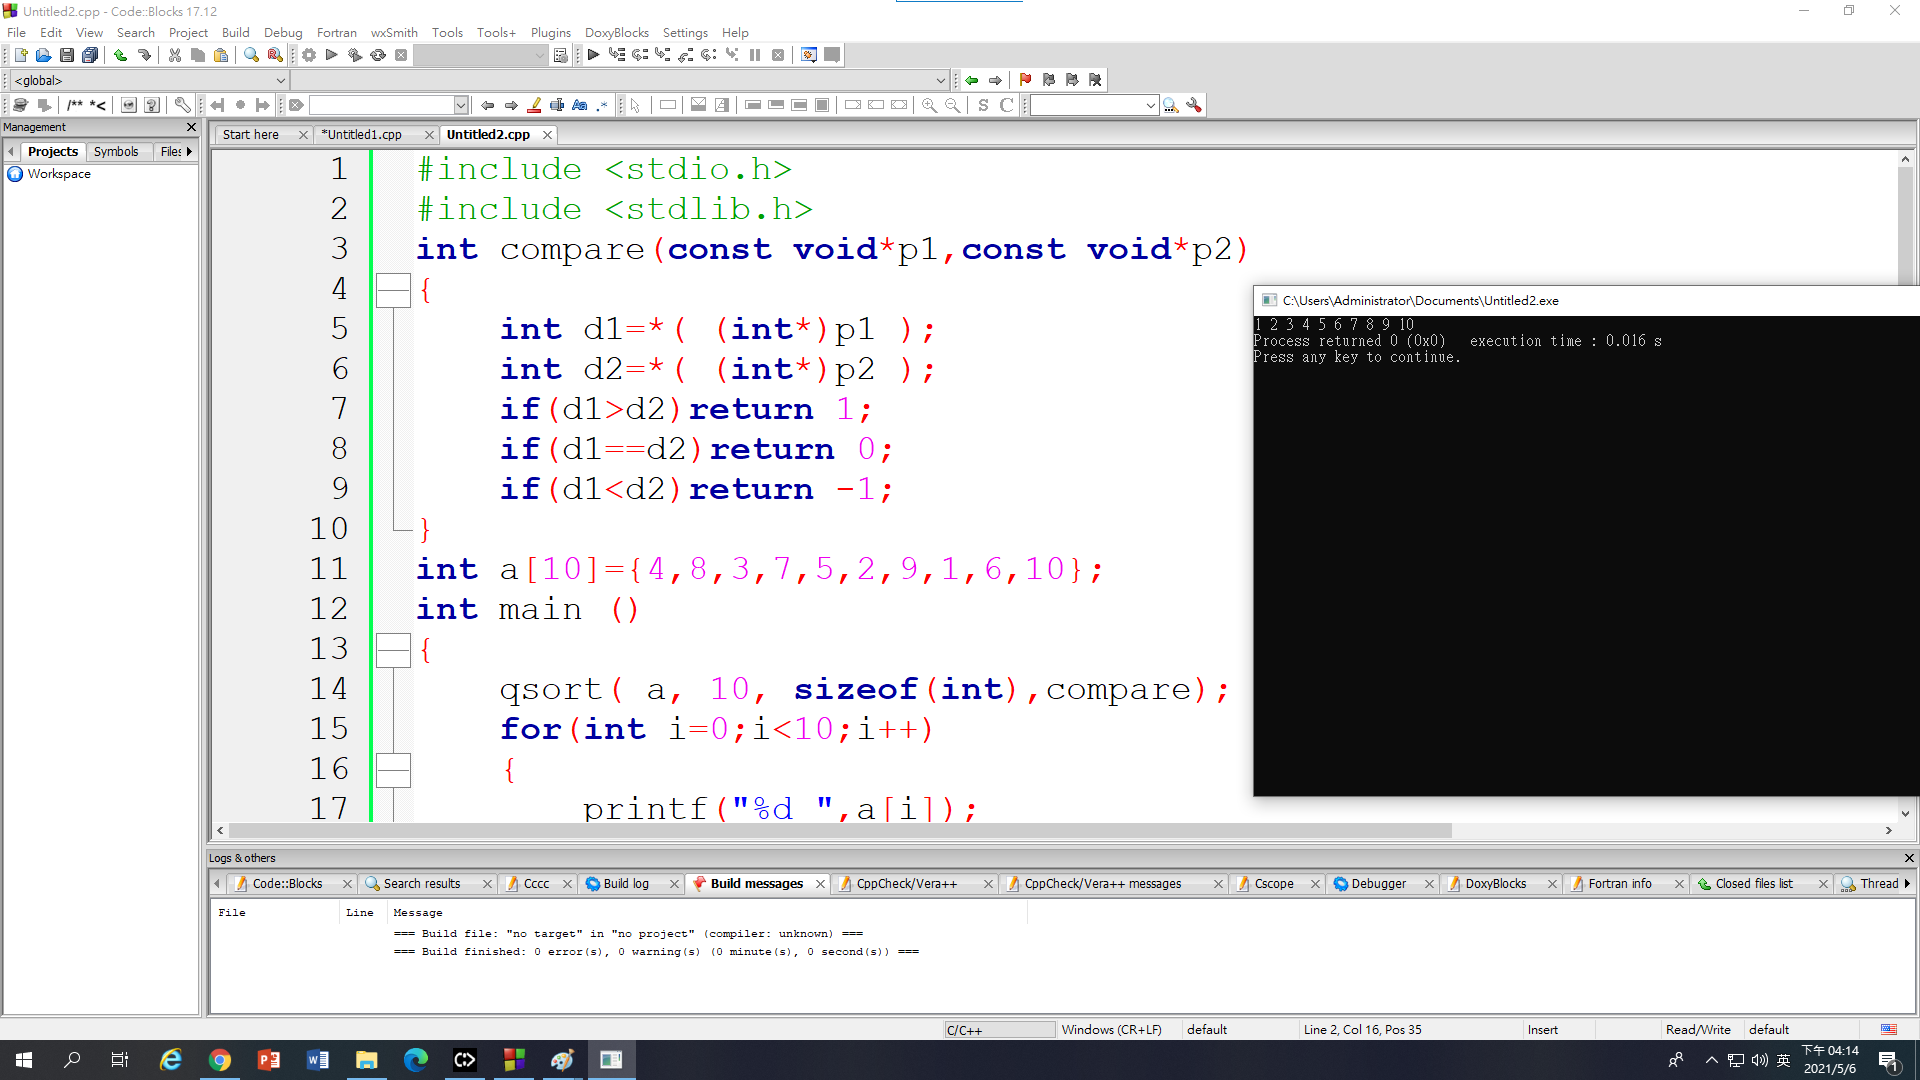 Untitled2.cpp - Code::Blocks 17.12
File Edit View Search Project Build Debug Fortran wxSmith Tools Tools+ Plugins DoxyBlocks Settings Help
<global>
/** *<
S C
Management
Projects Symbols Files
Workspace
Start here *Untitled1.cpp Untitled2.cpp
1 #include <stdio.h>
2 #include <stdlib.h>
3 int compare(const void*p1,const void*p2)
4 {
5 int d1=*( (int*)p1 );
6 int d2=*( (int*)p2 );
7 if(d1>d2)return 1;
8 if(d1==d2)return 0;
9 if(d1<d2)return -1;
10 }
11 int a[10]={4,8,3,7,5,2,9,1,6,10};
12 int main ()
13 {
14 qsort( a, 10, sizeof(int),compare);
15 for(int i=0;i<10;i++)
16 {
17 printf("%d ",a[i]);
C:\Users\Administrator\Documents\Untitled2.exe
1 2 3 4 5 6 7 8 9 10
Process returned 0 (0x0) execution time : 0.016 s
Press any key to continue.
Logs & others
Code::Blocks Search results Cccc Build log Build messages CppCheck/Vera++ CppCheck/Vera++ messages Cscope Debugger DoxyBlocks Fortran info Closed files list Thread
File Line Message
=== Build file: "no target" in "no project" (compiler: unknown) ===
=== Build finished: 0 error(s), 0 warning(s) (0 minute(s), 0 second(s)) ===
C/C++ Windows (CR+LF) default Line 2, Col 16, Pos 35 Insert Read/Write default
英 下午 04:14
2021/5/6
1